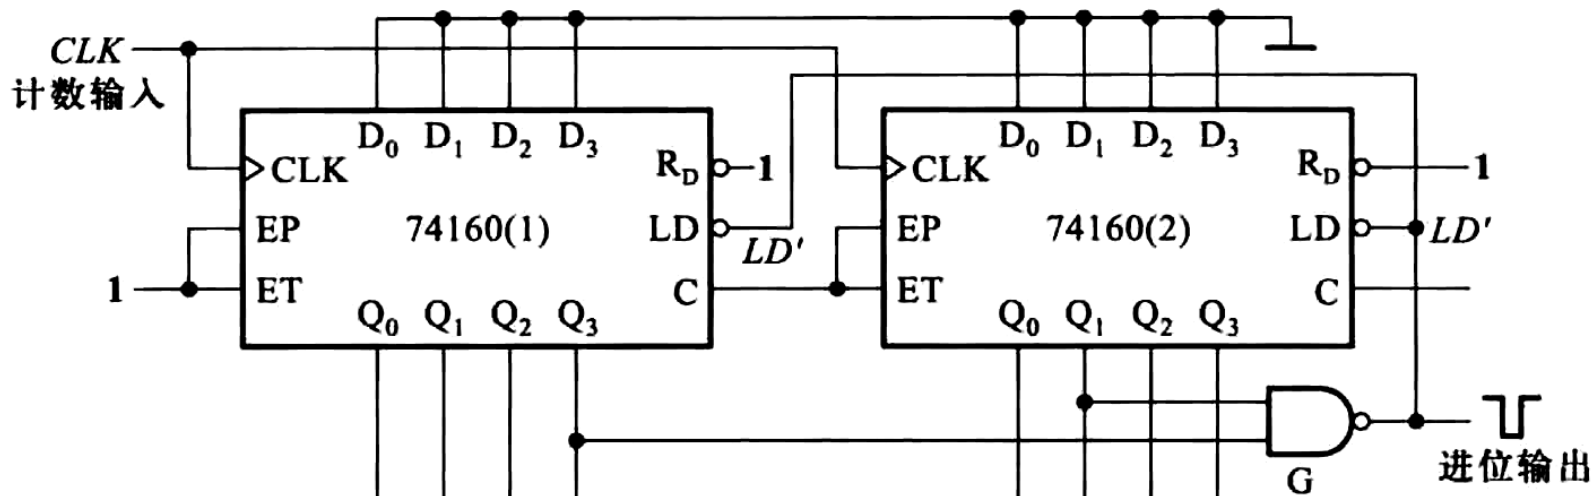 CLK
计数输入
D₀ D₁ D₂ D₃
CLK
R_D
1
EP
74160(1)
LD
LD'
1
ET
C
Q₀ Q₁ Q₂ Q₃
D₀ D₁ D₂ D₃
CLK
R_D
1
EP
74160(2)
LD
LD'
ET
C
Q₀ Q₁ Q₂ Q₃
G
进位输出